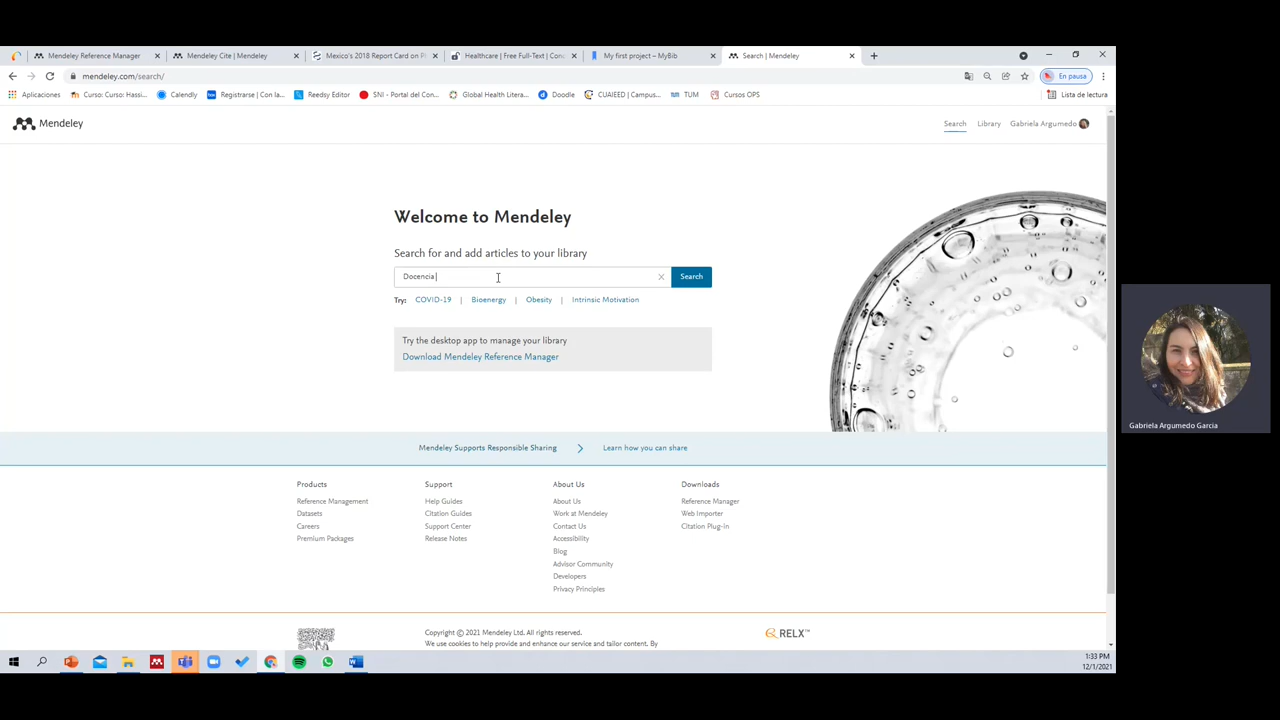 Mendeley Reference Manager
Mendeley Cite | Mendeley
Mexico's 2018 Report Card on P
Healthcare | Free Full-Text | Con
My first project – MyBib
Search | Mendeley
mendeley.com/search/
En pausa
Aplicaciones
Curso: Curso: Hassi...
Calendly
Registrarse | Con la...
Reedsy Editor
SNI - Portal del Con...
Global Health Litera...
Doodle
CUAIEED | Campus...
TUM
Cursos OPS
Lista de lectura
Mendeley
Search
Library
Gabriela Argumedo
Welcome to Mendeley
Search for and add articles to your library
Docencia
Search
Try: COVID-19 | Bioenergy | Obesity | Intrinsic Motivation
Try the desktop app to manage your library
Download Mendeley Reference Manager
Gabriela Argumedo Garcia
Mendeley Supports Responsible Sharing
Learn how you can share
Products
Reference Management
Datasets
Careers
Premium Packages
Support
Help Guides
Citation Guides
Support Center
Release Notes
About Us
About Us
Work at Mendeley
Contact Us
Accessibility
Blog
Advisor Community
Developers
Privacy Principles
Downloads
Reference Manager
Web Importer
Citation Plug-in
Copyright © 2021 Mendeley Ltd. All rights reserved.
We use cookies to help provide and enhance our service and tailor content. By
RELX™
1:33 PM
12/1/2021